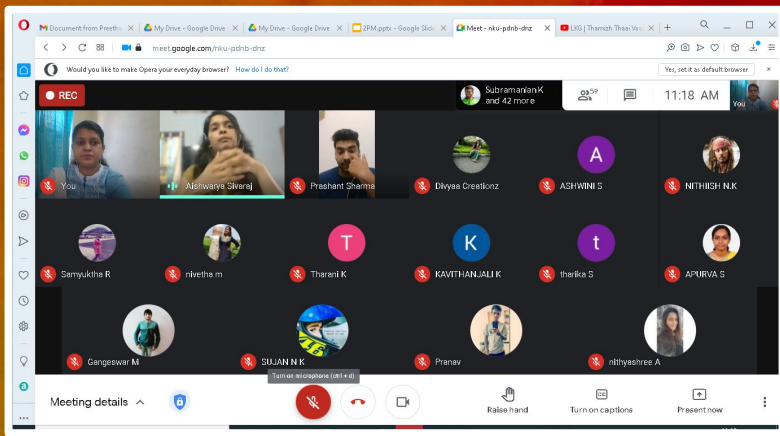 Document from Preeth
My Drive - Google Drive
My Drive - Google Drive
2PM.pptx - Google Slide
Meet - nku-pdnb-dnz
LKG | Thamizh Thaai Va
meet.google.com/nku-pdnb-dnz
Would you like to make Opera your everyday browser? How do I do that?
Yes, set it as default browser
REC
Subramanian K
and 42 more
59
11:18 AM
You
You
Aishwarya Sivaraj
Prashant Sharma
Divyaa Creationz
A
ASHWINI S
NITHIISH N.K
Samyuktha R
nivetha m
T
Tharani K
K
KAVITHANJALI K
t
tharika S
APURVA S
Gangeswar M
SUJAN N K
Pranav
nithyashree A
Turn on microphone (ctrl + d)
Meeting details
Raise hand
Turn on captions
Present now